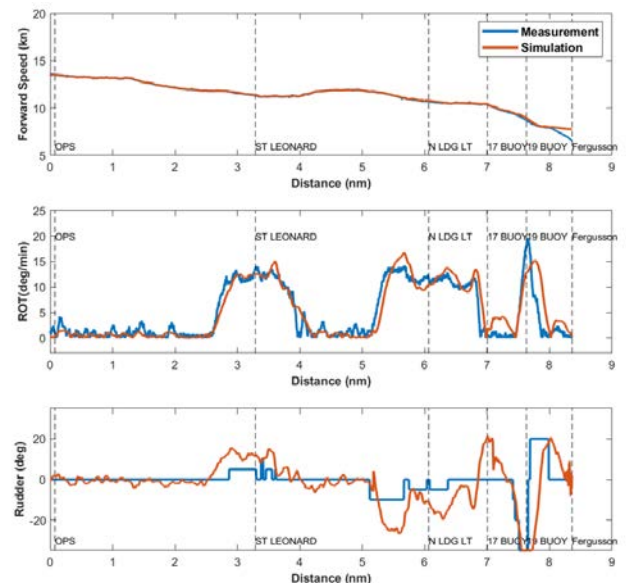 20
15
10
5
Forward Speed (kn)
Measurement
Simulation
OPS
ST LEONARD
N LDG LT
17 BUOY
19 BUOY
Fergusson
0 1 2 3 4 5 6 7 8 9
Distance (nm)
25
20
15
10
5
0
ROT(deg/min)
OPS
ST LEONARD
N LDG LT
17 BUOY
19 BUOY
Fergusson
0 1 2 3 4 5 6 7 8 9
Distance (nm)
20
0
-20
Rudder (deg)
OPS
ST LEONARD
N LDG LT
17 BUOY
19 BUOY
Fergusson
0 1 2 3 4 5 6 7 8 9
Distance (nm)